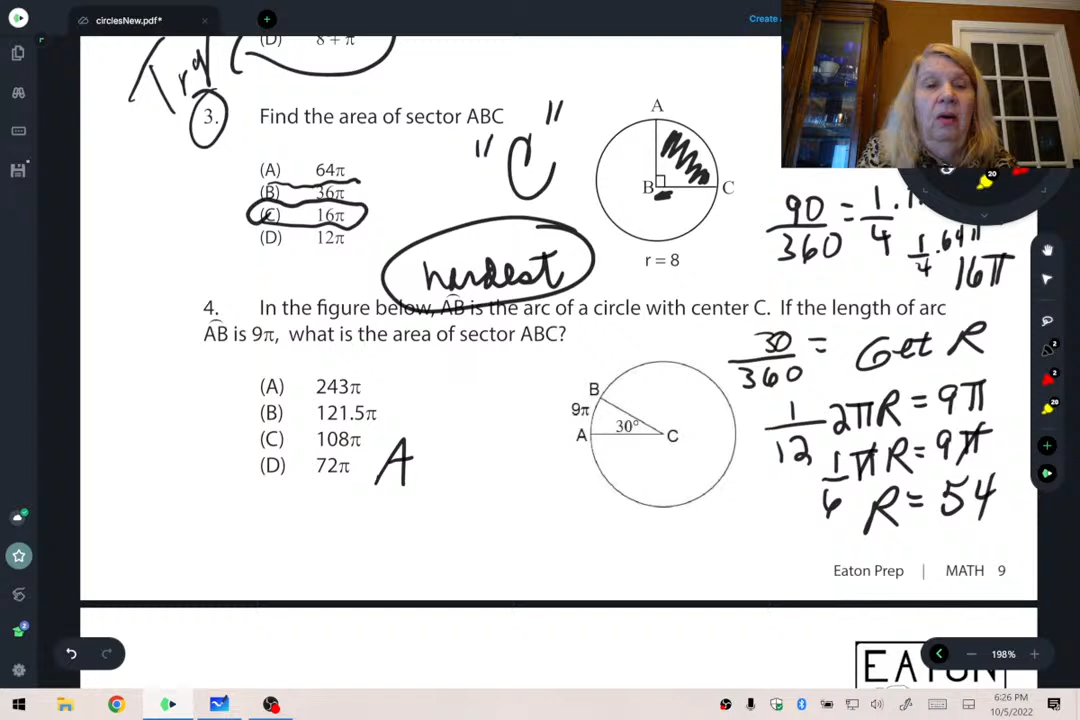 circlesNew.pdf*
Create
(D) 8 + π
Trq
3. Find the area of sector ABC
"C"
(A) 64π
(B) 36π
(C) 16π
(D) 12π
A
B
C
r = 8
90/360 = 1/4 ·
1/4 · 64π
16π
hardest
4. In the figure below, AB is the arc of a circle with center C. If the length of arc
AB is 9π, what is the area of sector ABC?
(A) 243π
(B) 121.5π
(C) 108π
(D) 72π
A
B
9π
A
30°
C
30/360 = Get R
1/12 2πR = 9π
1/6 πR = 9π
R = 54
Eaton Prep | MATH 9
EATON
198%
6:26 PM
10/5/2022